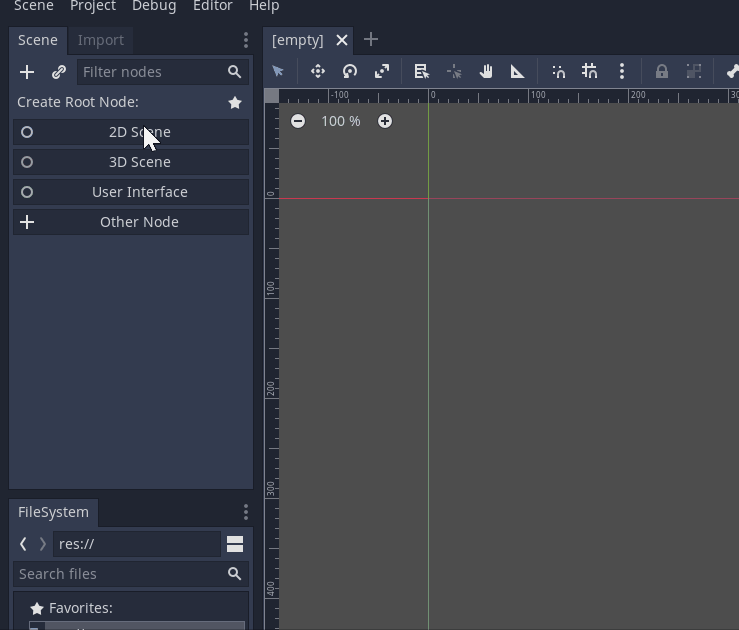 Scene Project Debug Editor Help
Scene Import
[empty]
Filter nodes
Create Root Node:
2D Scene
3D Scene
User Interface
Other Node
-100 0 100 200
100 %
0
100
200
300
400
FileSystem
res://
Search files
Favorites: